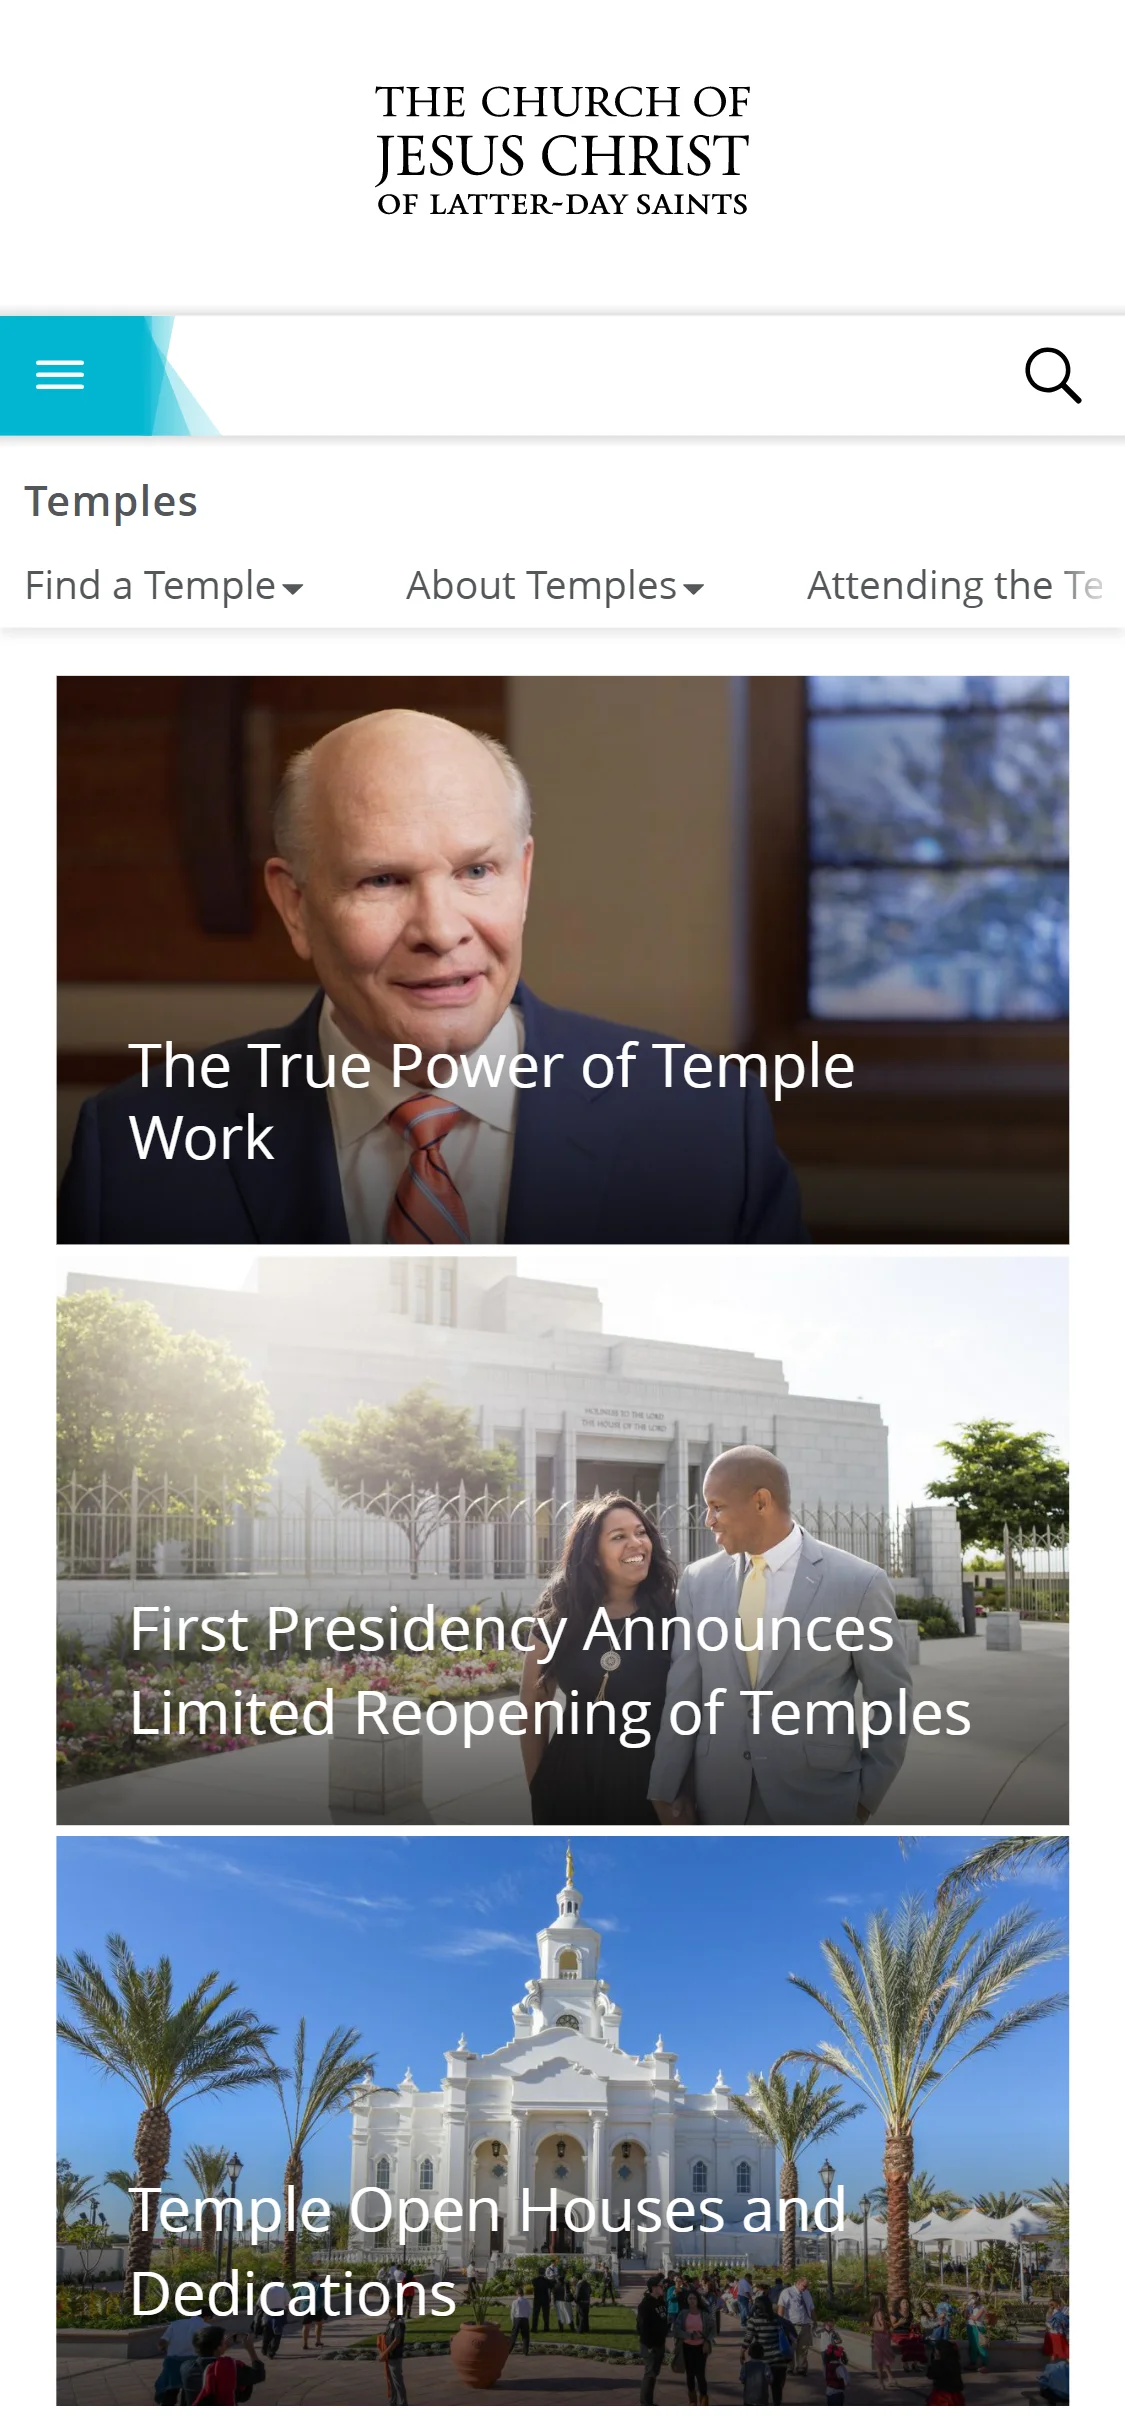 THE CHURCH OF
JESUS CHRIST
OF LATTER-DAY SAINTS
Temples
Find a Temple About Temples Attending the Te
The True Power of Temple
Work
HOLINESS TO THE LORD
THE HOUSE OF THE LORD
First Presidency Announces
Limited Reopening of Temples
Temple Open Houses and
Dedications